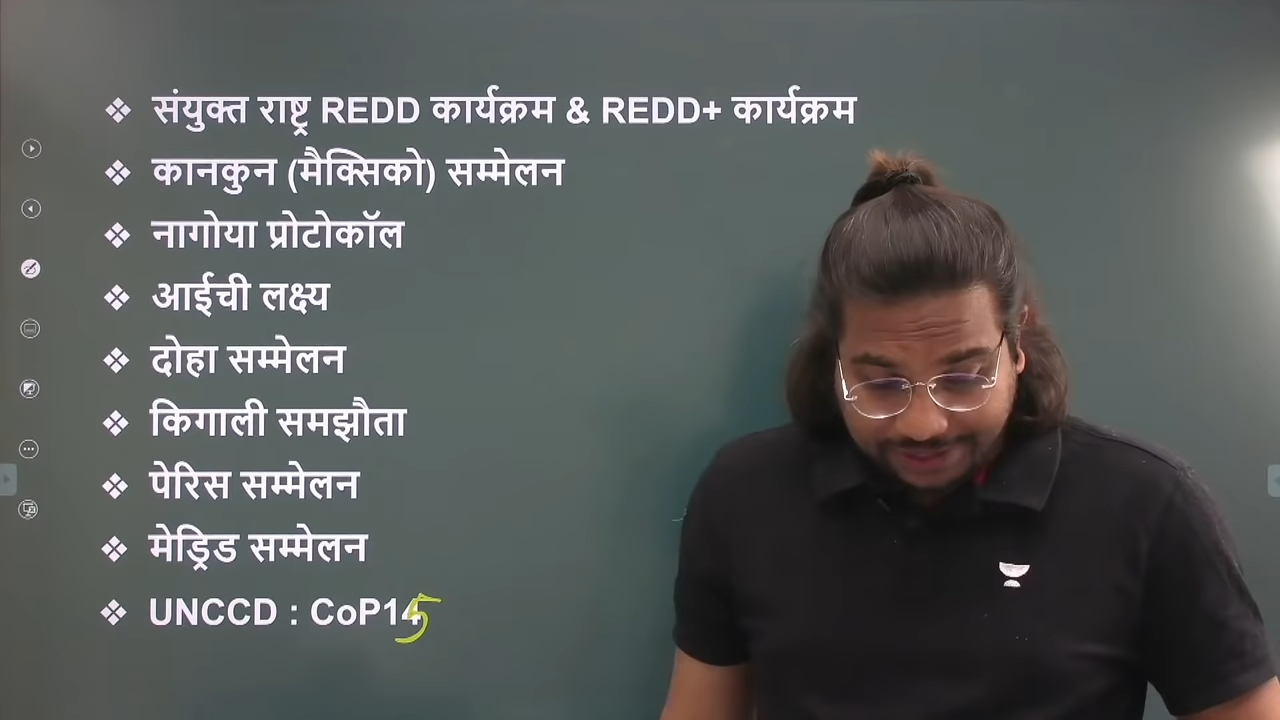 ❖ संयुक्त राष्ट्र REDD कार्यक्रम & REDD+ कार्यक्रम
❖ कानकुन (मैक्सिको) सम्मेलन
❖ नागोया प्रोटोकॉल
❖ आईची लक्ष्य
❖ दोहा सम्मेलन
❖ किगाली समझौता
❖ पेरिस सम्मेलन
❖ मेड्रिड सम्मेलन
❖ UNCCD : CoP14 5